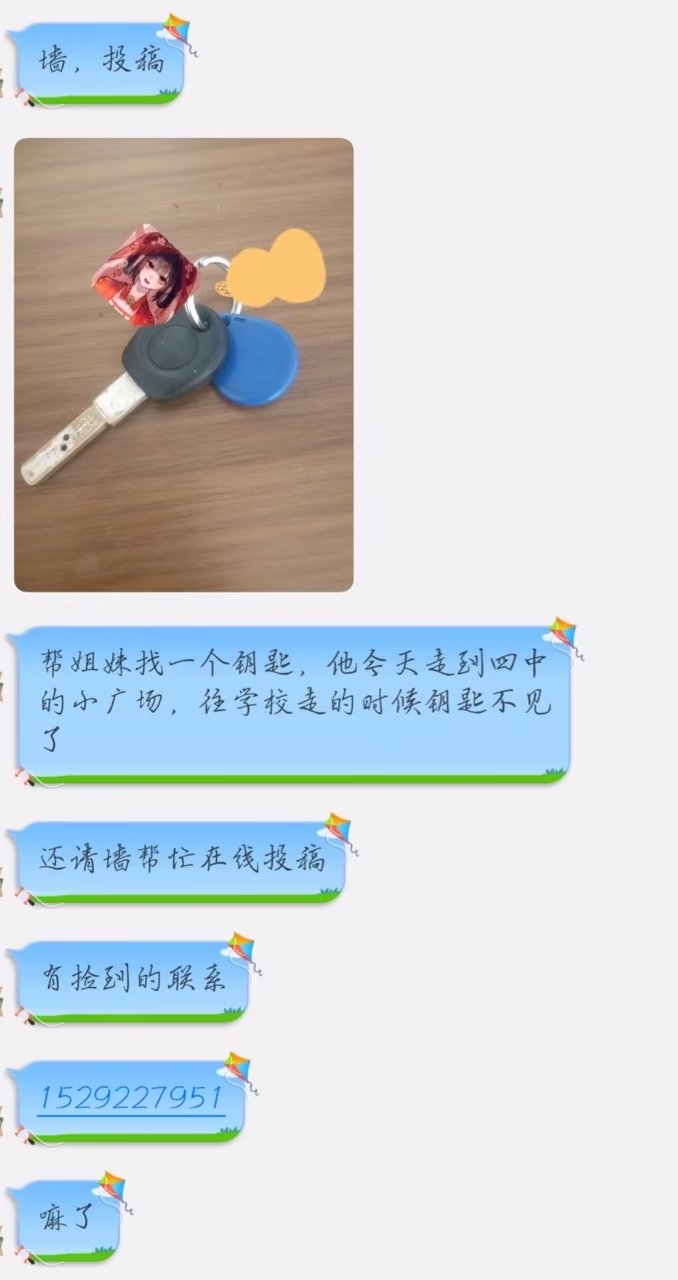 墙，投稿
帮姐妹找一个钥匙，他今天走到四中
的小广场，往学校走的时候钥匙不见
了
还请墙帮忙在线投稿
有捡到的联系
1529227951
嘛了